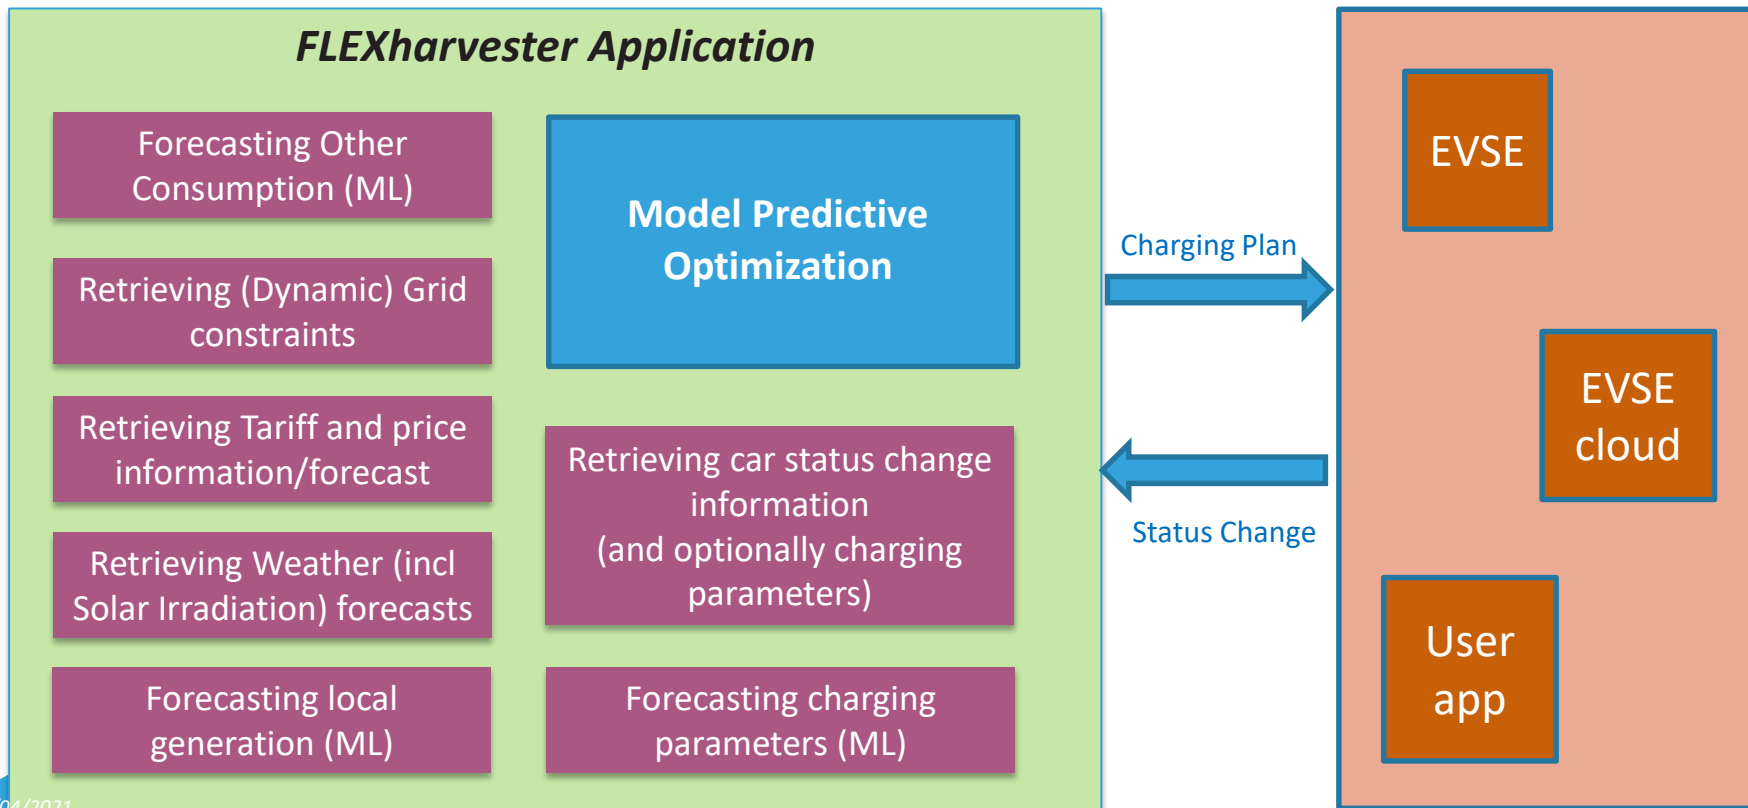 FLEXharvester Application
Forecasting Other
Consumption (ML)
Retrieving (Dynamic) Grid
constraints
Retrieving Tariff and price
information/forecast
Retrieving Weather (incl
Solar Irradiation) forecasts
Forecasting local
generation (ML)
Model Predictive
Optimization
Retrieving car status change
information
(and optionally charging
parameters)
Forecasting charging
parameters (ML)
Charging Plan
Status Change
EVSE
EVSE
cloud
User
app
/04/2021